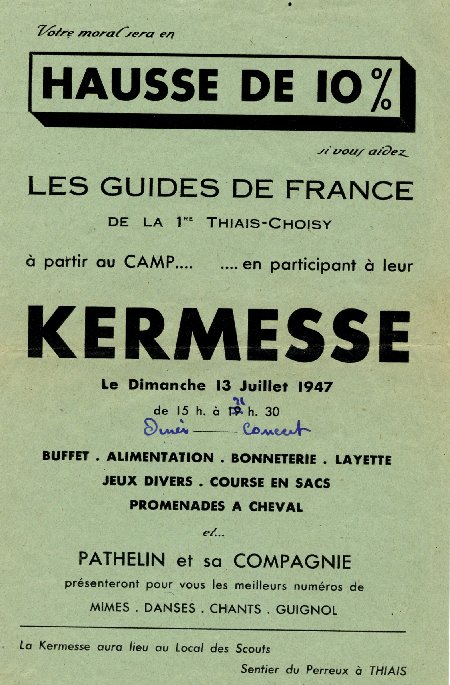 Votre moral sera en
HAUSSE DE 10 %
si vous aidez
LES GUIDES DE FRANCE
DE LA 1RE THIAIS-CHOISY
à partir au CAMP.... ....en participant à leur
KERMESSE
Le Dimanche 13 Juillet 1947
de 15 h. à 21 h. 30
Diner — Concert
BUFFET . ALIMENTATION . BONNETERIE . LAYETTE
JEUX DIVERS . COURSE EN SACS
PROMENADES A CHEVAL
et...
PATHELIN et sa COMPAGNIE
présenteront pour vous les meilleurs numéros de
MIMES . DANSES . CHANTS . GUIGNOL
La Kermesse aura lieu au Local des Scouts
Sentier du Perreux à THIAIS